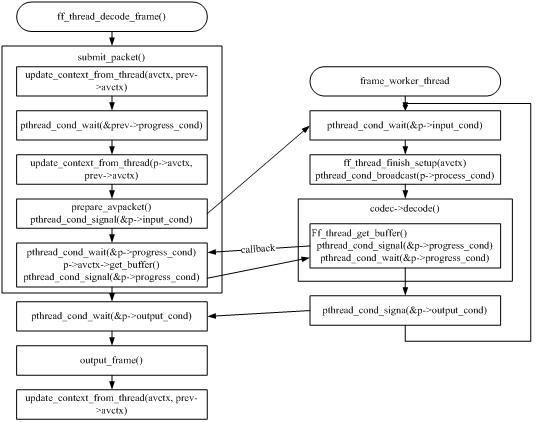 ff_thread_decode_frame()
submit_packet()
update_context_from_thread(avctx, prev-
>avctx)
pthread_cond_wait(&prev->progress_cond)
update_context_from_thread(p->avctx,
prev->avctx)
prepare_avpacket()
pthread_cond_signal(&p->input_cond)
pthread_cond_wait(&p->progress_cond)
p->avctx->get_buffer()
pthread_cond_signal(&p->progress_cond)
pthread_cond_wait(&p->output_cond)
output_frame()
update_context_from_thread(avctx, prev-
>avctx)
callback
frame_worker_thread
pthread_cond_wait(&p->input_cond)
ff_thread_finish_setup(avctx)
pthread_cond_broadcast(p->process_cond)
codec->decode()
Ff_thread_get_buffer()
pthread_cond_signal(&p->progress_cond)
pthread_cond_wait(&p->progress_cond)
pthread_cond_signa(&p->output_cond)